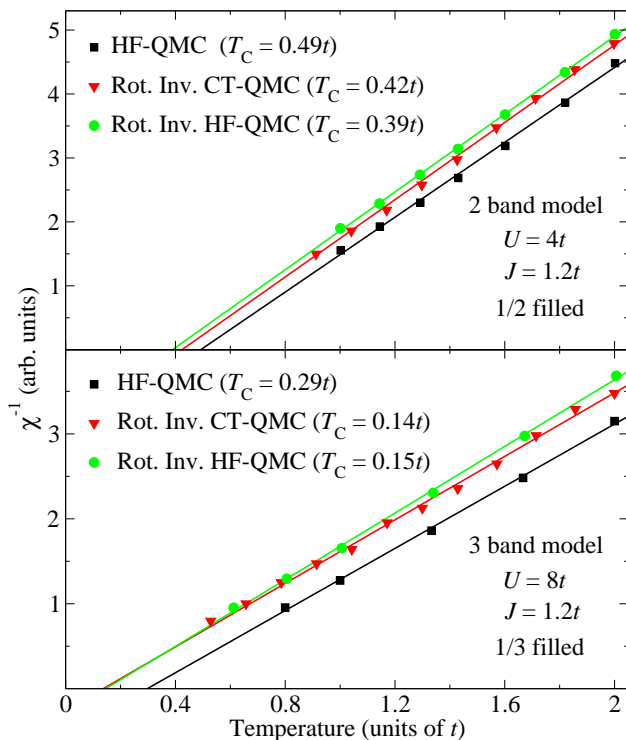 5
4
3
2
1
HF-QMC (T_C = 0.49t)
Rot. Inv. CT-QMC (T_C = 0.42t)
Rot. Inv. HF-QMC (T_C = 0.39t)
2 band model
U = 4t
J = 1.2t
1/2 filled
χ⁻¹ (arb. units)
3
2
1
HF-QMC (T_C = 0.29t)
Rot. Inv. CT-QMC (T_C = 0.14t)
Rot. Inv. HF-QMC (T_C = 0.15t)
3 band model
U = 8t
J = 1.2t
1/3 filled
0 0.4 0.8 1.2 1.6 2
Temperature (units of t)